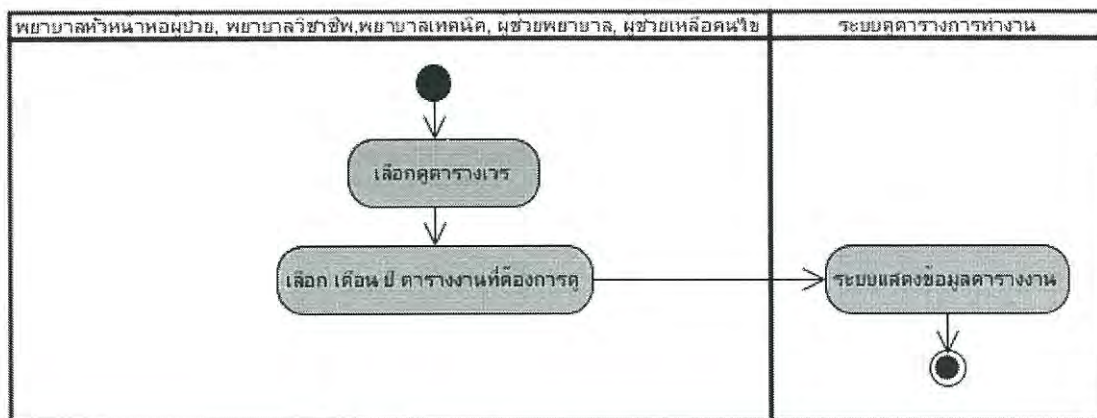 พยาบาลหัวหน้าหอผู้ป่วย, พยาบาลวิชาชีพ,พยาบาลเทคนิค, ผู้ช่วยพยาบาล, ผู้ช่วยเหลือคนไข้
ระบบดูตารางการทำงาน
เลือกดูตารางเวร
เลือก เดือน ปี ตารางงานที่ต้องการดู
ระบบแสดงข้อมูลตารางงาน